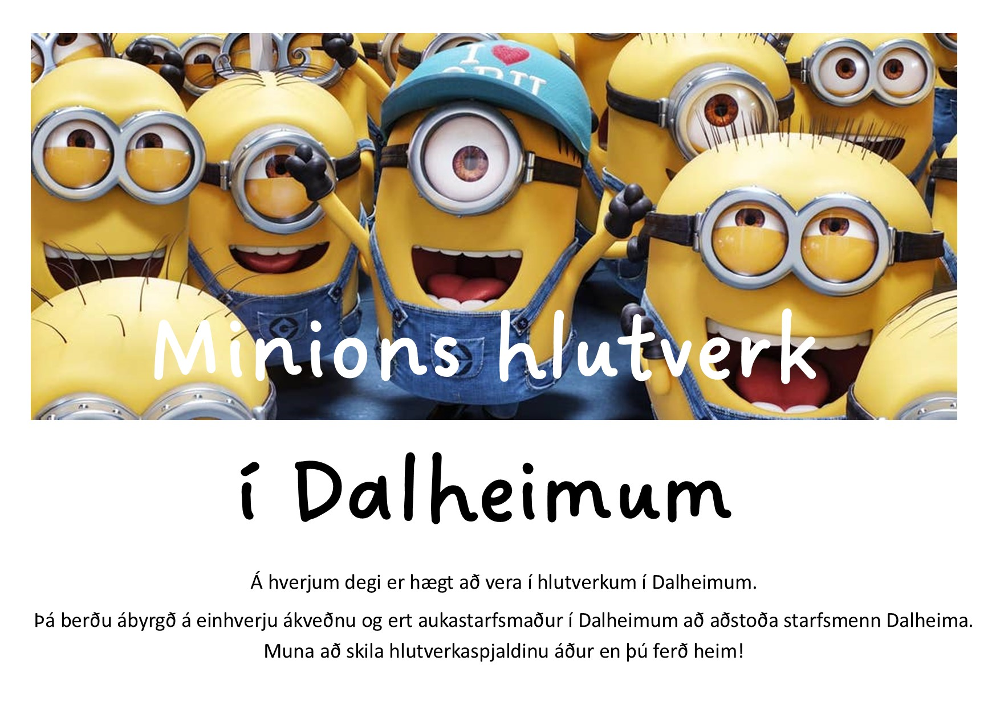 I ❤
Minions hlutverk
í Dalheimum
Á hverjum degi er hægt að vera í hlutverkum í Dalheimum.
Þá berðu ábyrgð á einhverju ákveðnu og ert aukastarfsmaður í Dalheimum að aðstoða starfsmenn Dalheima.
Muna að skila hlutverkaspjaldinu áður en þú ferð heim!